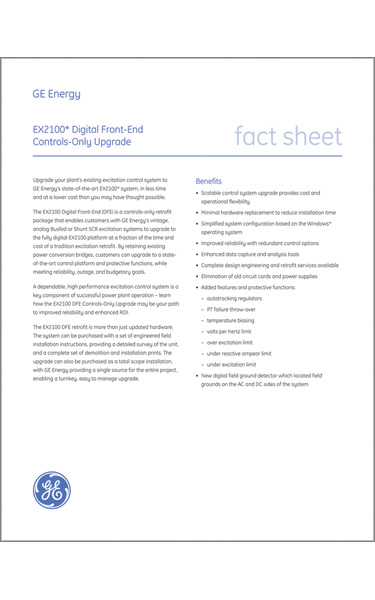 GE Energy
EX2100* Digital Front-End
Controls-Only Upgrade
fact sheet
Upgrade your plant's existing excitation control system to
GE Energy's state-of-the-art EX2100* system, in less time
and at a lower cost than you may have thought possible.
The EX2100 Digital Front-End (DFE) is a controls-only retrofit
package that enables customers with GE Energy's vintage,
analog Busfed or Shunt SCR excitation systems to upgrade to
the fully digital EX2100 platform at a fraction of the time and
cost of a tradition excitation retrofit. By retaining existing
power conversion bridges, customers can upgrade to a state-
of-the-art control platform and protective functions, while
meeting reliability, outage, and budgetary goals.
A dependable, high performance excitation control system is a
key component of successful power plant operation – learn
how the EX2100 DFE Controls-Only Upgrade may be your path
to improved reliability and enhanced ROI.
The EX2100 DFE retrofit is more than just updated hardware.
The system can be purchased with a set of engineered field
installation instructions, providing a detailed survey of the unit,
and a complete set of demolition and installation prints. The
upgrade can also be purchased as a total scope installation,
with GE Energy providing a single source for the entire project,
enabling a turnkey, easy to manage upgrade.
Benefits
• Scalable control system upgrade provides cost and
operational flexibility
• Minimal hardware replacement to reduce installation time
• Simplified system configuration based on the Windows®
operating system
• Improved reliability with redundant control options
• Enhanced data capture and analysis tools
• Complete design engineering and retrofit services available
• Elimination of old circuit cards and power supplies
• Added features and protective functions:
– autotracking regulators
– PT failure throw-over
– temperature biasing
– volts per hertz limit
– over excitation limit
– under reactive ampear limit
– under excitation limit
• New digital field ground detector which located field
grounds on the AC and DC sides of the system
GE